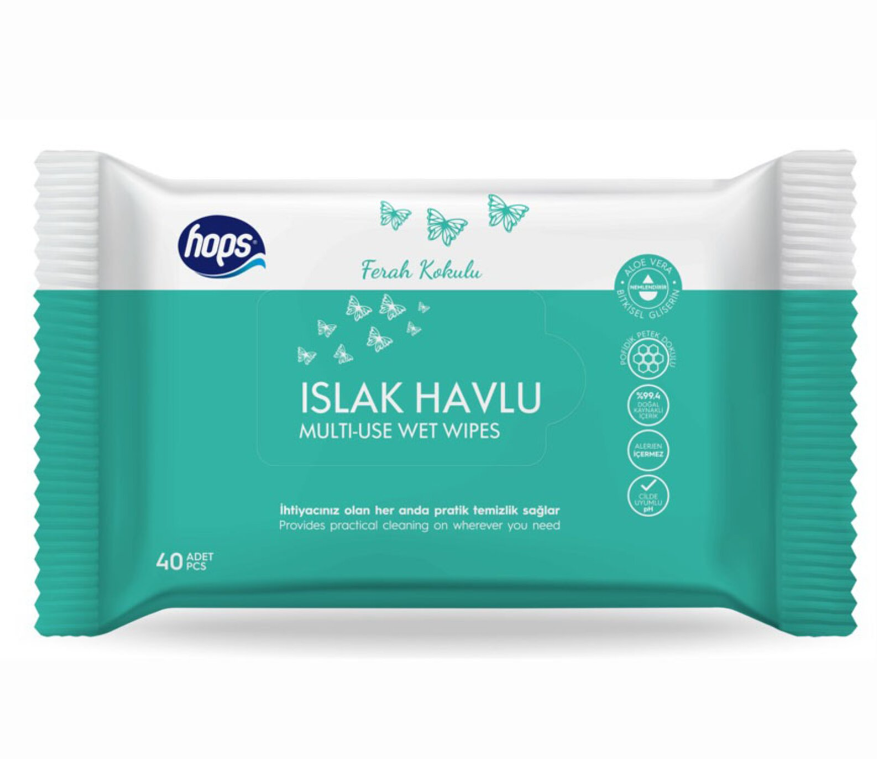 hops
Ferah Kokulu
ALOE VERA
NEMLENDİRİR
BİTKİSEL GLİSERİN
POFİDİK PETEK DOKULU
ISLAK HAVLU
MULTI-USE WET WIPES
%99.4
DOĞAL
KAYNAKLI
İÇERİK
ALERJEN
İÇERMEZ
CİLDE
UYUMLU
pH
İhtiyacınız olan her anda pratik temizlik sağlar
Provides practical cleaning on wherever you need
40 ADET
PCS